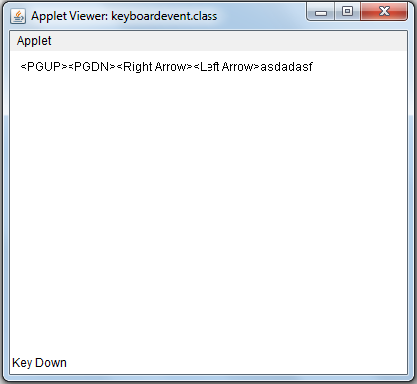 Applet Viewer: keyboardevent.class
Applet
<PGUP><PGDN><Right Arrow><Left Arrow>asdadasf
Key Down